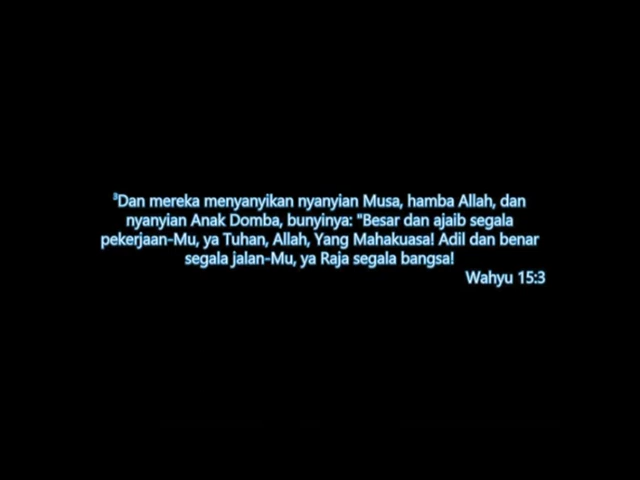 ³Dan mereka menyanyikan nyanyian Musa, hamba Allah, dan
nyanyian Anak Domba, bunyinya: "Besar dan ajaib segala
pekerjaan-Mu, ya Tuhan, Allah, Yang Mahakuasa! Adil dan benar
segala jalan-Mu, ya Raja segala bangsa!
Wahyu 15:3